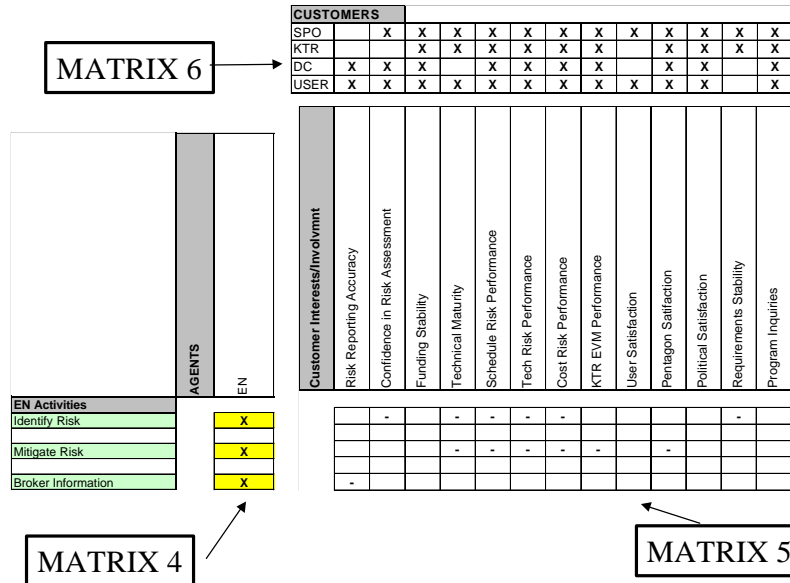 CUSTOMERS
SPO X X X X X X X X X X X X
KTR X X X X X X X X X X
DC X X X X X X X X X X
USER X X X X X X X X X X X X
MATRIX 6
AGENTS
EN
Customer Interests/Involvmnt
Risk Reporting Accuracy
Confidence in Risk Assessment
Funding Stability
Technical Maturity
Schedule Risk Performance
Tech Risk Performance
Cost Risk Performance
KTR EVM Performance
User Satisfaction
Pentagon Satifaction
Political Satisfaction
Requirements Stability
Program Inquiries
EN Activities
Identify Risk X - - - - - -
Mitigate Risk X - - - - - -
Broker Information X -
MATRIX 4
MATRIX 5